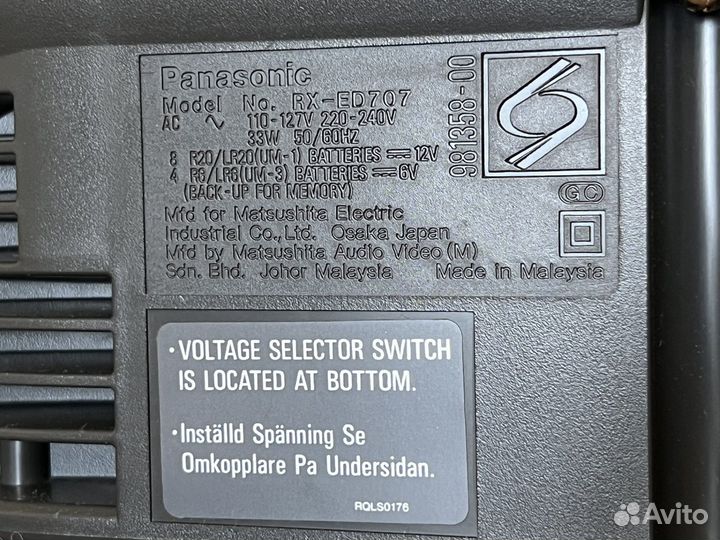 Panasonic
Model No. RX-ED707
AC ∿ 110-127V 220-240V
33W 50/60HZ
8 R20/LR20(UM-1) BATTERIES ⎓ 12V
4 R6/LR6(UM-3) BATTERIES ⎓ 6V
(BACK-UP FOR MEMORY)
Mfd for Matsushita Electric
Industrial Co., Ltd. Osaka Japan
Mfd by Matsushita Audio Video (M)
Sdn. Bhd. Johor Malaysia Made in Malaysia
981358-00
GC
•VOLTAGE SELECTOR SWITCH
IS LOCATED AT BOTTOM.
•Inställd Spänning Se
Omkopplare Pa Undersidan.
RQLS0176
Avito